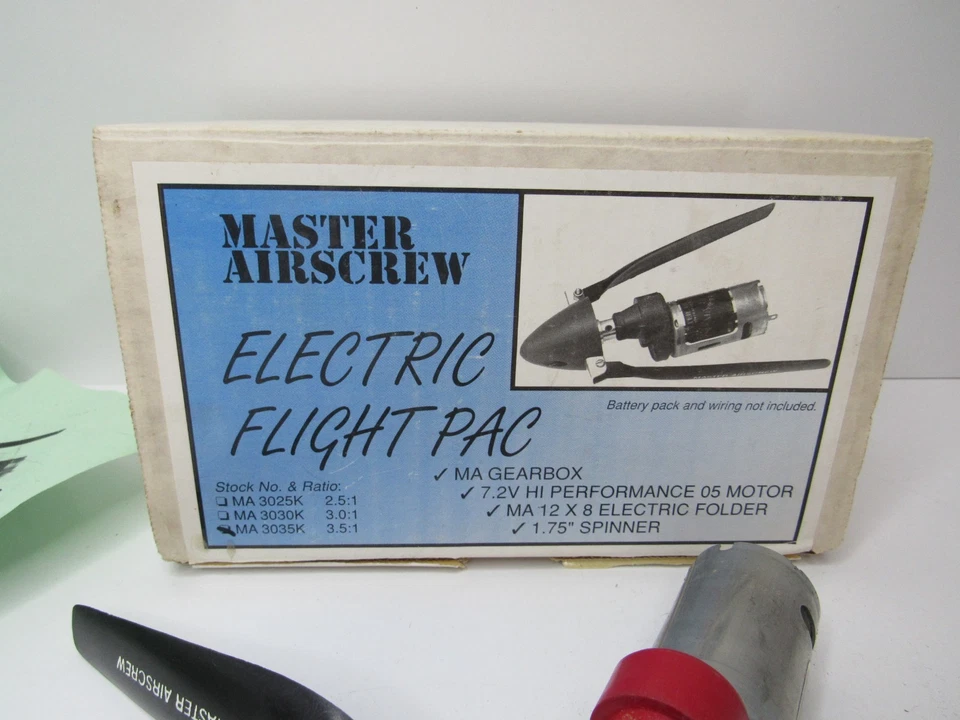 MASTER
AIRSCREW
ELECTRIC
FLIGHT PAC
Battery pack and wiring not included.
✓ MA GEARBOX
✓ 7.2V HI PERFORMANCE 05 MOTOR
✓ MA 12 X 8 ELECTRIC FOLDER
✓ 1.75" SPINNER
Stock No. & Ratio:
❏ MA 3025K 2.5:1
❏ MA 3030K 3.0:1
❏ MA 3035K 3.5:1
MASTER AIRSCREW